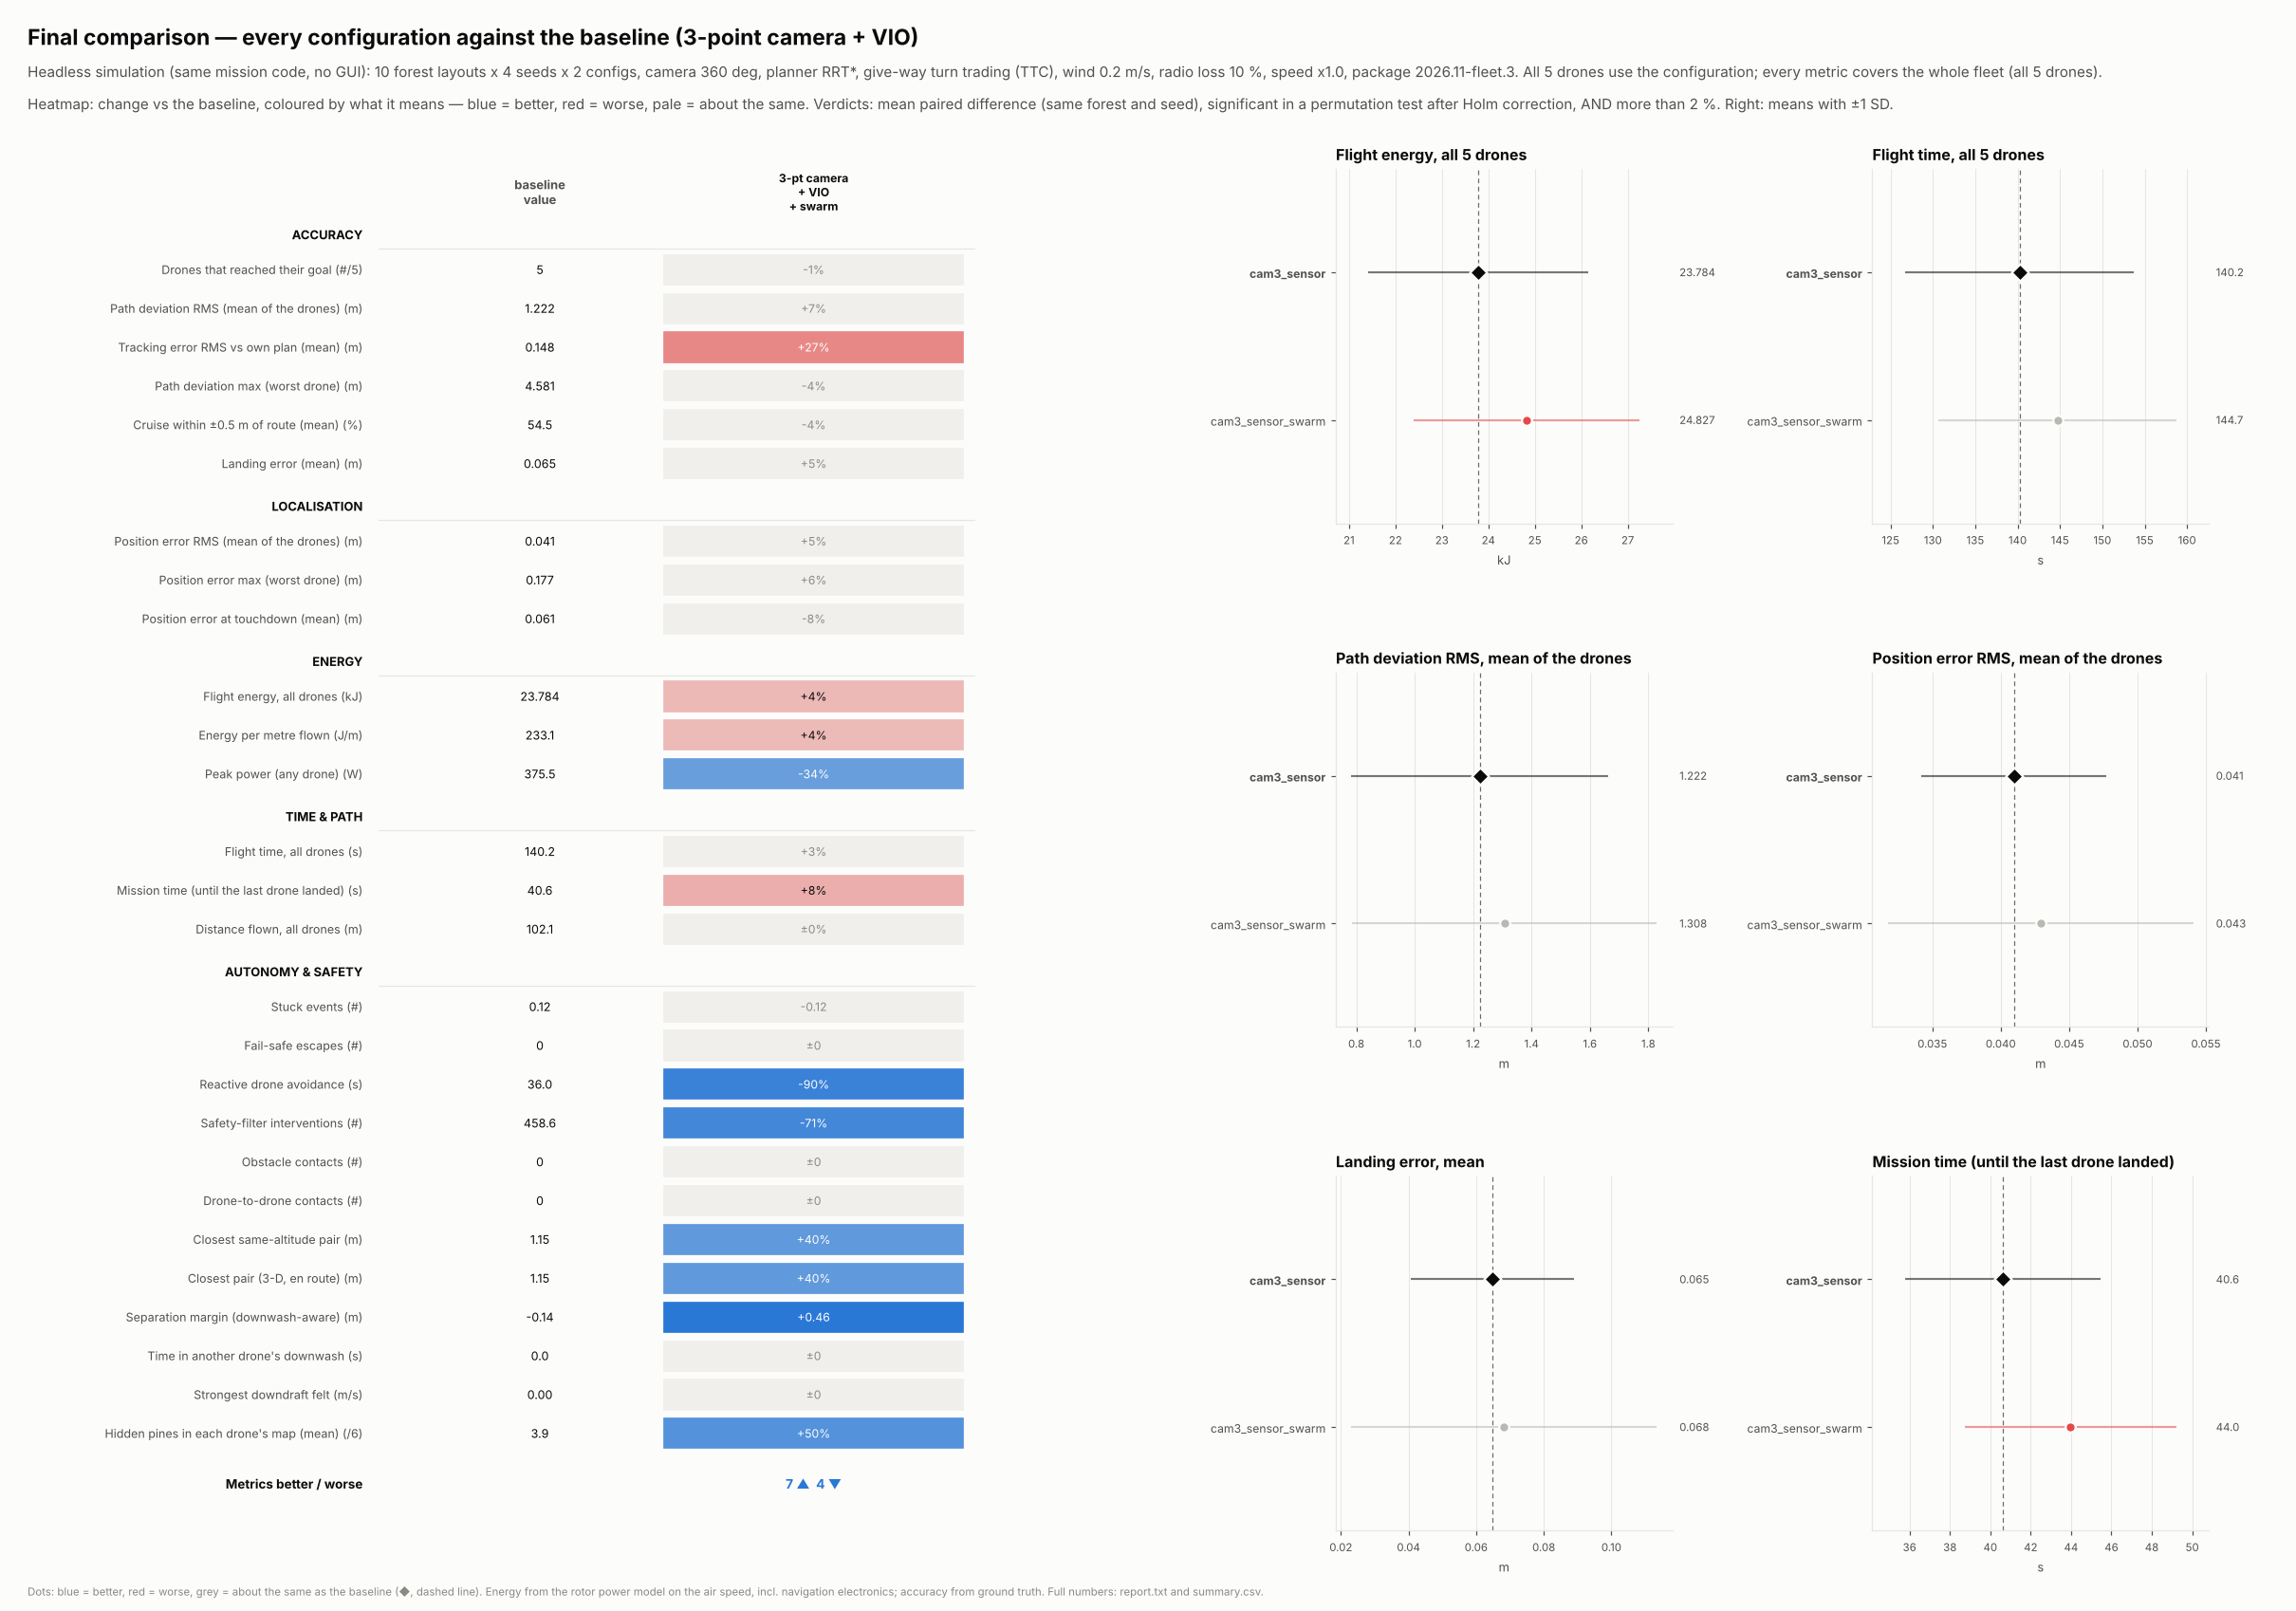 Final comparison — every configuration against the baseline (3-point camera + VIO)
Headless simulation (same mission code, no GUI): 10 forest layouts x 4 seeds x 2 configs, camera 360 deg, planner RRT*, give-way turn trading (TTC), wind 0.2 m/s, radio loss 10 %, speed x1.0, package 2026.11-fleet.3. All 5 drones use the configuration; every metric covers the whole fleet (all 5 drones).
Heatmap: change vs the baseline, coloured by what it means — blue = better, red = worse, pale = about the same. Verdicts: mean paired difference (same forest and seed), significant in a permutation test after Holm correction, AND more than 2 %. Right: means with ±1 SD.
baseline
value
3-pt camera
+ VIO
+ swarm
ACCURACY
Drones that reached their goal (#/5) 5 -1%
Path deviation RMS (mean of the drones) (m) 1.222 +7%
Tracking error RMS vs own plan (mean) (m) 0.148 +27%
Path deviation max (worst drone) (m) 4.581 -4%
Cruise within ±0.5 m of route (mean) (%) 54.5 -4%
Landing error (mean) (m) 0.065 +5%
LOCALISATION
Position error RMS (mean of the drones) (m) 0.041 +5%
Position error max (worst drone) (m) 0.177 +6%
Position error at touchdown (mean) (m) 0.061 -8%
ENERGY
Flight energy, all drones (kJ) 23.784 +4%
Energy per metre flown (J/m) 233.1 +4%
Peak power (any drone) (W) 375.5 -34%
TIME & PATH
Flight time, all drones (s) 140.2 +3%
Mission time (until the last drone landed) (s) 40.6 +8%
Distance flown, all drones (m) 102.1 ±0%
AUTONOMY & SAFETY
Stuck events (#) 0.12 -0.12
Fail-safe escapes (#) 0 ±0
Reactive drone avoidance (s) 36.0 -90%
Safety-filter interventions (#) 458.6 -71%
Obstacle contacts (#) 0 ±0
Drone-to-drone contacts (#) 0 ±0
Closest same-altitude pair (m) 1.15 +40%
Closest pair (3-D, en route) (m) 1.15 +40%
Separation margin (downwash-aware) (m) -0.14 +0.46
Time in another drone's downwash (s) 0.0 ±0
Strongest downdraft felt (m/s) 0.00 ±0
Hidden pines in each drone's map (mean) (/6) 3.9 +50%
Metrics better / worse 7 ▲ 4 ▼
Flight energy, all 5 drones
cam3_sensor 23.784
cam3_sensor_swarm 24.827
21 22 23 24 25 26 27
kJ
Flight time, all 5 drones
cam3_sensor 140.2
cam3_sensor_swarm 144.7
125 130 135 140 145 150 155 160
s
Path deviation RMS, mean of the drones
cam3_sensor 1.222
cam3_sensor_swarm 1.308
0.8 1.0 1.2 1.4 1.6 1.8
m
Position error RMS, mean of the drones
cam3_sensor 0.041
cam3_sensor_swarm 0.043
0.035 0.040 0.045 0.050 0.055
m
Landing error, mean
cam3_sensor 0.065
cam3_sensor_swarm 0.068
0.02 0.04 0.06 0.08 0.10
m
Mission time (until the last drone landed)
cam3_sensor 40.6
cam3_sensor_swarm 44.0
36 38 40 42 44 46 48 50
s
Dots: blue = better, red = worse, grey = about the same as the baseline (◆, dashed line). Energy from the rotor power model on the air speed, incl. navigation electronics; accuracy from ground truth. Full numbers: report.txt and summary.csv.